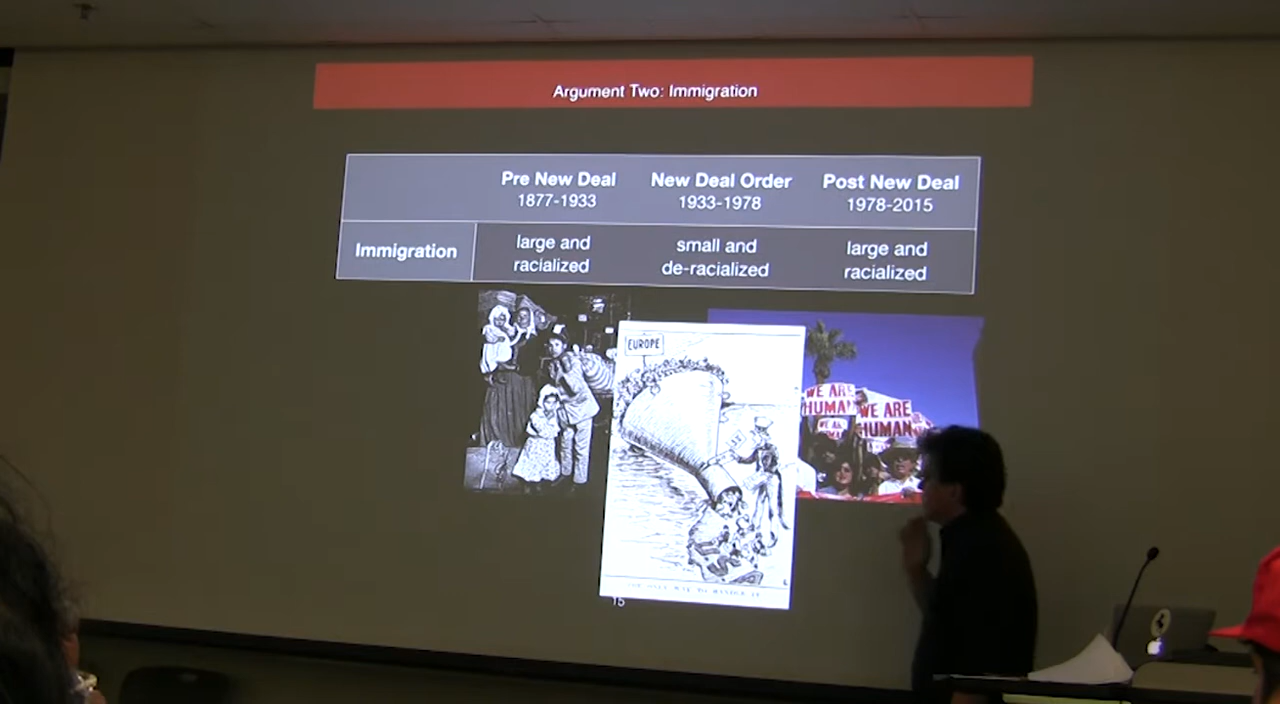 Argument Two: Immigration
Pre New Deal New Deal Order Post New Deal
1877-1933 1933-1978 1978-2015
Immigration
large and small and large and
racialized de-racialized racialized
EUROPE
WE ARE
HUMAN
WE ARE
HUMAN
15